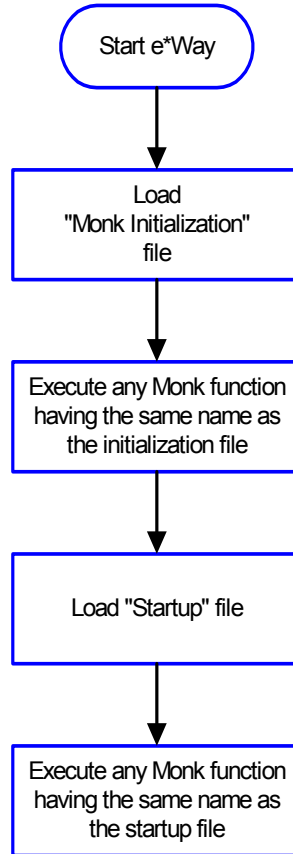 Start e*Way
Load
"Monk Initialization"
file
Execute any Monk function
having the same name as
the initialization file
Load "Startup" file
Execute any Monk function
having the same name as
the startup file